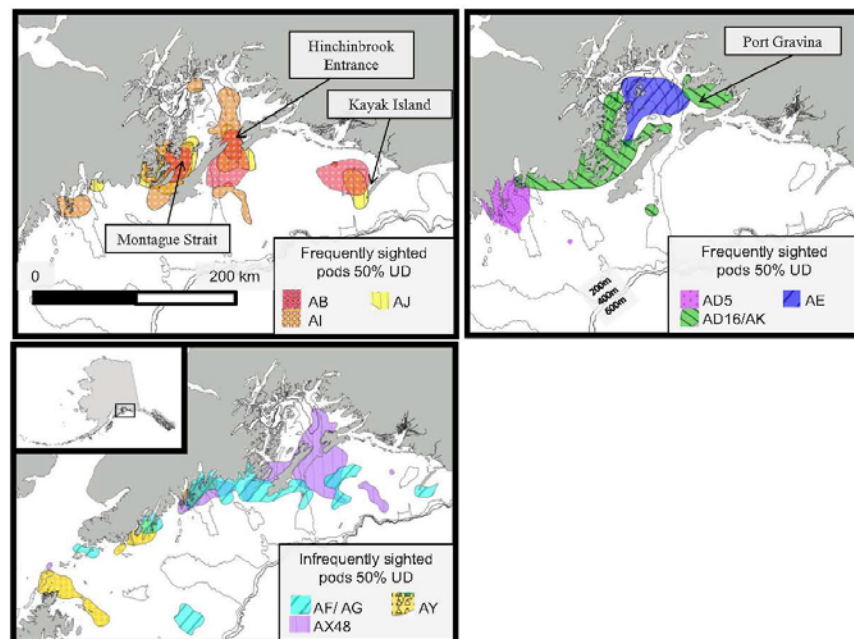 Hinchinbrook
Entrance
Kayak Island
Montague Strait
0 200 km
Frequently sighted
pods 50% UD
AB AJ
AI
Port Gravina
200m
400m
600m
Frequently sighted
pods 50% UD
AD5 AE
AD16/AK
Infrequently sighted
pods 50% UD
AF/ AG AY
AX48